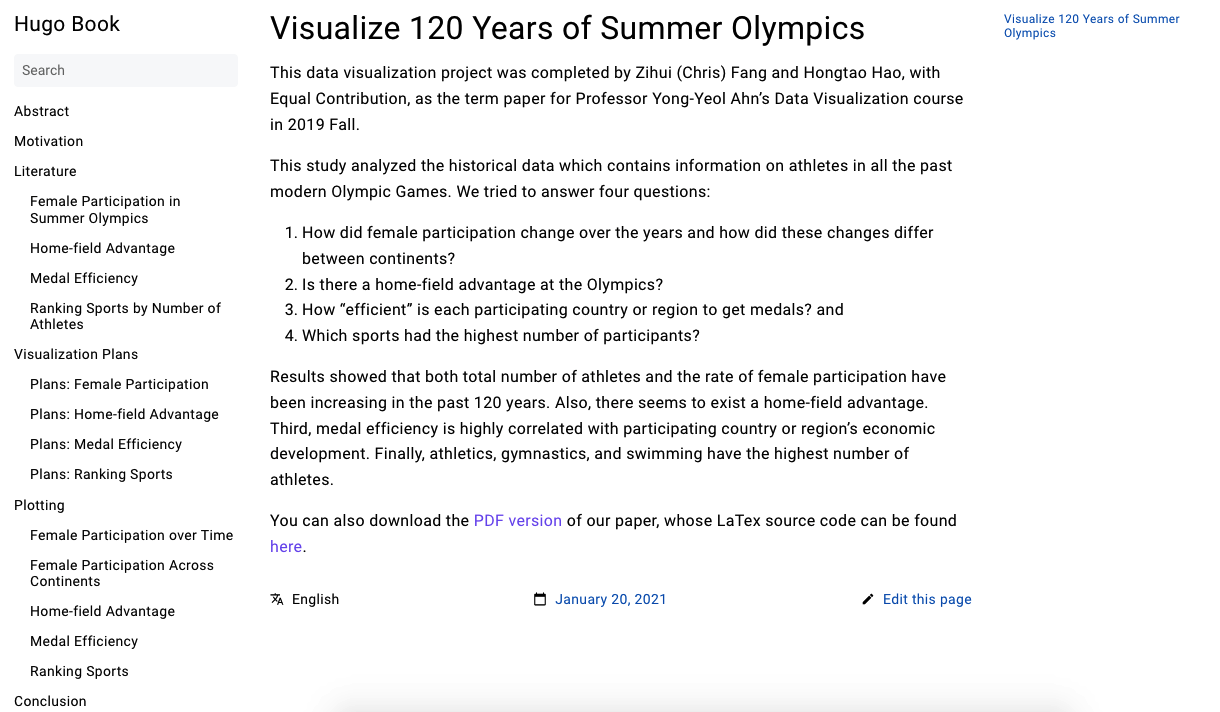 Hugo Book
Search
Abstract
Motivation
Literature
Female Participation in
Summer Olympics
Home-field Advantage
Medal Efficiency
Ranking Sports by Number of
Athletes
Visualization Plans
Plans: Female Participation
Plans: Home-field Advantage
Plans: Medal Efficiency
Plans: Ranking Sports
Plotting
Female Participation over Time
Female Participation Across
Continents
Home-field Advantage
Medal Efficiency
Ranking Sports
Conclusion
Visualize 120 Years of Summer Olympics
This data visualization project was completed by Zihui (Chris) Fang and Hongtao Hao, with
Equal Contribution, as the term paper for Professor Yong-Yeol Ahn’s Data Visualization course
in 2019 Fall.
This study analyzed the historical data which contains information on athletes in all the past
modern Olympic Games. We tried to answer four questions:
1. How did female participation change over the years and how did these changes differ
between continents?
2. Is there a home-field advantage at the Olympics?
3. How “efficient” is each participating country or region to get medals? and
4. Which sports had the highest number of participants?
Results showed that both total number of athletes and the rate of female participation have
been increasing in the past 120 years. Also, there seems to exist a home-field advantage.
Third, medal efficiency is highly correlated with participating country or region’s economic
development. Finally, athletics, gymnastics, and swimming have the highest number of
athletes.
You can also download the PDF version of our paper, whose LaTex source code can be found
here.
English
January 20, 2021
Edit this page
Visualize 120 Years of Summer
Olympics